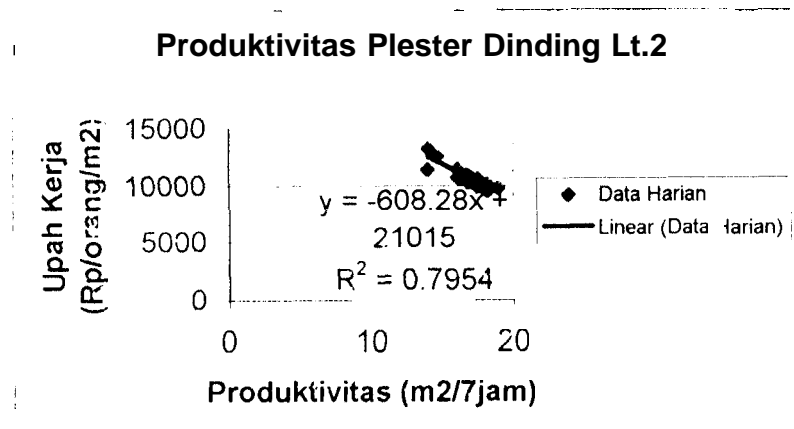 Produktivitas Plester Dinding Lt.2
Upah Kerja
(Rp/orang/m2)
15000
10000
5000
0
y = -608.28x +
21015
R² = 0.7954
0 10 20
Produktivitas (m2/7jam)
Data Harian
Linear (Data Harian)